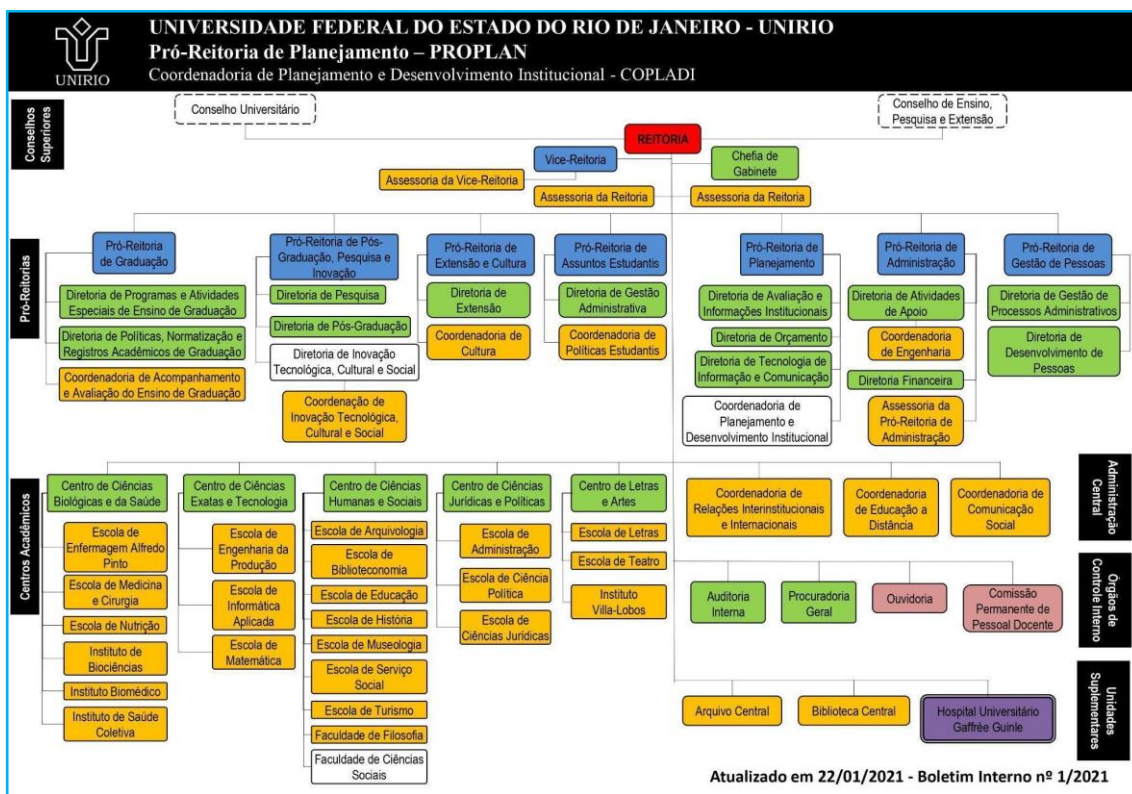 UNIVERSIDADE FEDERAL DO ESTADO DO RIO DE JANEIRO - UNIRIO
Pró-Reitoria de Planejamento – PROPLAN
Coordenadoria de Planejamento e Desenvolvimento Institucional - COPLADI
UNIRIO
Conselhos
Superiores
Conselho Universitário
Conselho de Ensino,
Pesquisa e Extensão
REITORIA
Vice-Reitoria
Chefia de
Gabinete
Assessoria da Vice-Reitoria
Assessoria da Reitoria
Assessoria da Reitoria
Pró-Reitorias
Pró-Reitoria
de Graduação
Diretoria de Programas e Atividades
Especiais de Ensino de Graduação
Diretoria de Políticas, Normatização e
Registros Acadêmicos de Graduação
Coordenadoria de Acompanhamento
e Avaliação do Ensino de Graduação
Pró-Reitoria de Pós-
Graduação, Pesquisa e
Inovação
Diretoria de Pesquisa
Diretoria de Pós-Graduação
Diretoria de Inovação
Tecnológica, Cultural e Social
Coordenação de
Inovação Tecnológica,
Cultural e Social
Pró-Reitoria de
Extensão e Cultura
Diretoria de
Extensão
Coordenadoria de
Cultura
Pró-Reitoria de
Assuntos Estudantis
Diretoria de Gestão
Administrativa
Coordenadoria de
Políticas Estudantis
Pró-Reitoria de
Planejamento
Diretoria de Avaliação e
Informações Institucionais
Diretoria de Orçamento
Diretoria de Tecnologia de
Informação e Comunicação
Coordenadoria de
Planejamento e
Desenvolvimento Institucional
Pró-Reitoria de
Administração
Diretoria de Atividades
de Apoio
Coordenadoria
de Engenharia
Diretoria Financeira
Assessoria da
Pró-Reitoria de
Administração
Pró-Reitoria de
Gestão de Pessoas
Diretoria de Gestão de
Processos Administrativos
Diretoria de
Desenvolvimento de
Pessoas
Centros Acadêmicos
Centro de Ciências
Biológicas e da Saúde
Escola de
Enfermagem Alfredo
Pinto
Escola de Medicina
e Cirurgia
Escola de Nutrição
Instituto de
Biociências
Instituto Biomédico
Instituto de Saúde
Coletiva
Centro de Ciências
Exatas e Tecnologia
Escola de
Engenharia da
Produção
Escola de
Informática
Aplicada
Escola de
Matemática
Centro de Ciências
Humanas e Sociais
Escola de Arquivologia
Escola de
Biblioteconomia
Escola de Educação
Escola de História
Escola de Museologia
Escola de Serviço
Social
Escola de Turismo
Faculdade de Filosofia
Faculdade de Ciências
Sociais
Centro de Ciências
Jurídicas e Políticas
Escola de
Administração
Escola de Ciência
Política
Escola de
Ciências Jurídicas
Centro de Letras
e Artes
Escola de Letras
Escola de Teatro
Instituto
Villa-Lobos
Administração
Central
Coordenadoria de
Relações Interinstitucionais
e Internacionais
Coordenadoria
de Educação a
Distância
Coordenadoria de
Comunicação
Social
Órgãos de
Controle Interno
Auditoria
Interna
Procuradoria
Geral
Ouvidoria
Comissão
Permanente de
Pessoal Docente
Unidades
Suplementares
Arquivo Central
Biblioteca Central
Hospital Universitário
Gaffrée Guinle
Atualizado em 22/01/2021 - Boletim Interno nº 1/2021